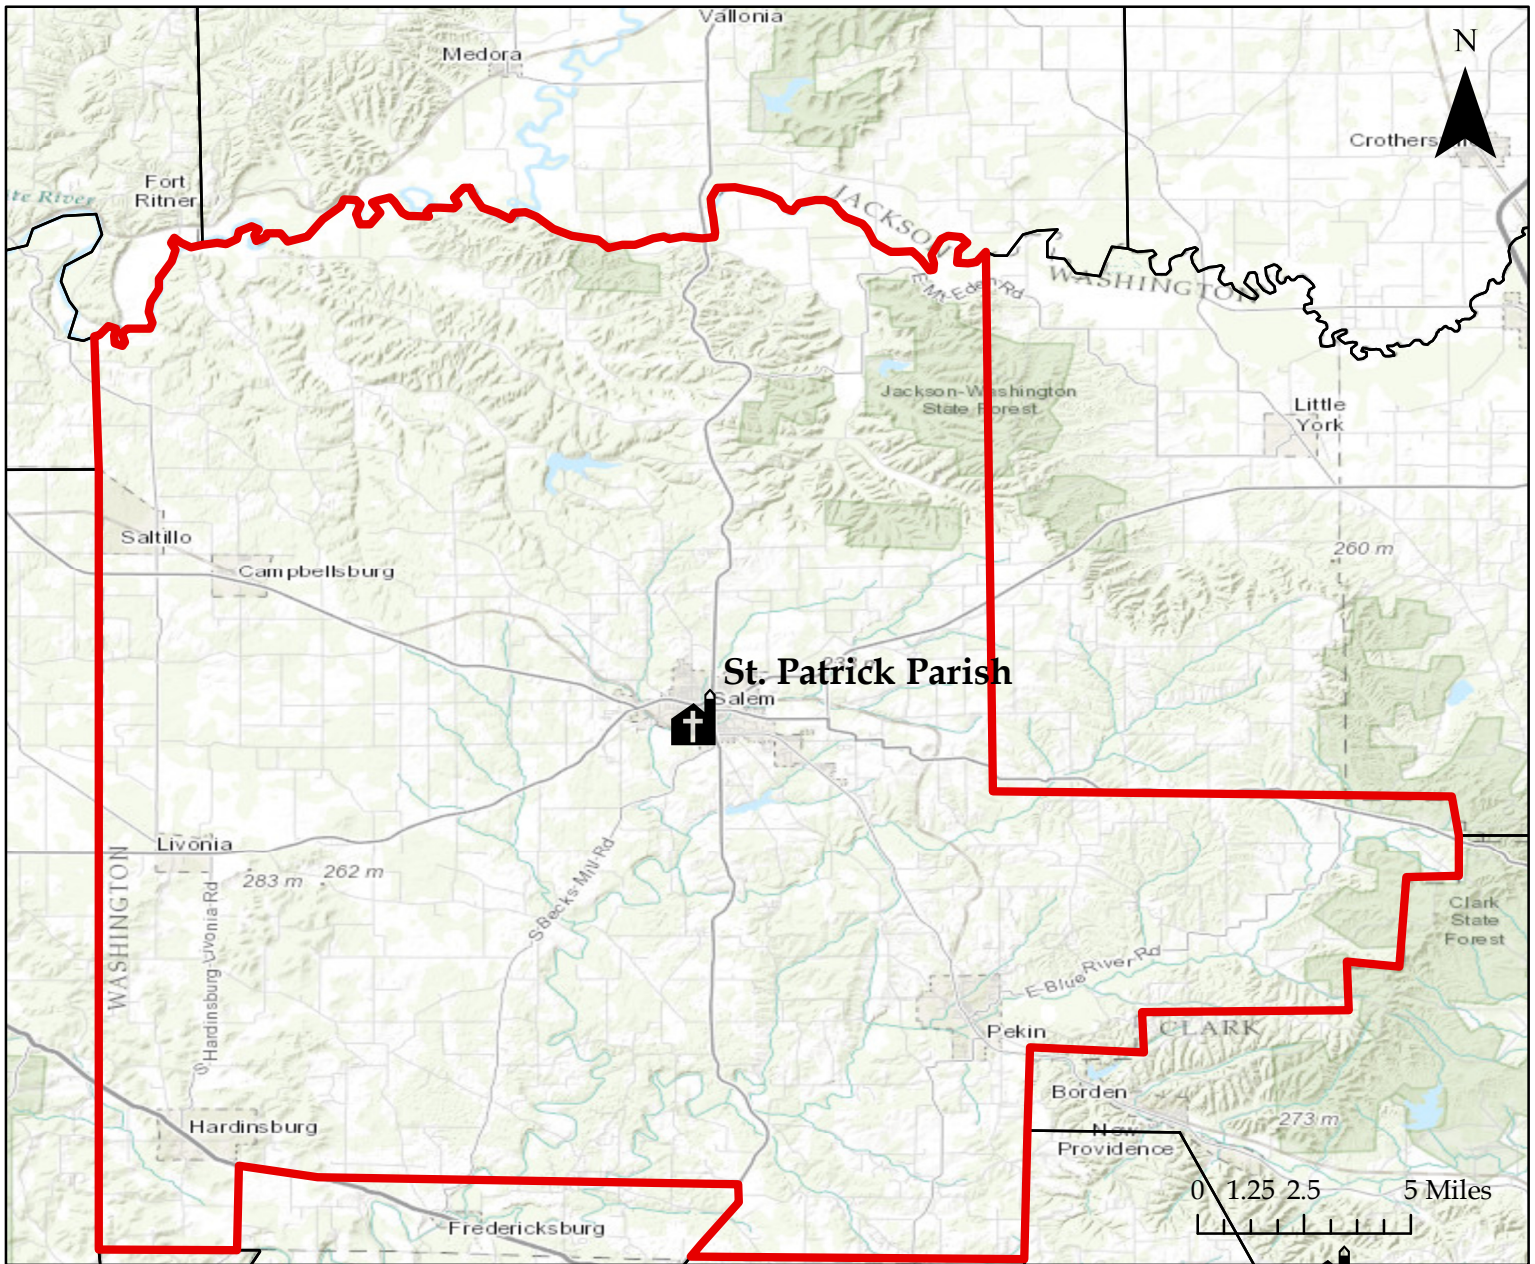 Vallonia
Medora
N
Crothers
Fort
Ritner
te River
JACKSON
E Mt Eden Rd
WASHINGTON
Jackson-Washington
State Forest
Little
York
Saltillo
260 m
Campbellsburg
St. Patrick Parish
Salem
Livonia
283 m
262 m
WASHINGTON
S Hardinsburg-Livonia Rd
S Becks Mill Rd
Clark
State
Forest
E Blue River Rd
Pekin
CLARK
Borden
273 m
Hardinsburg
New
Providence
0 1.25 2.5 5 Miles
Fredericksburg